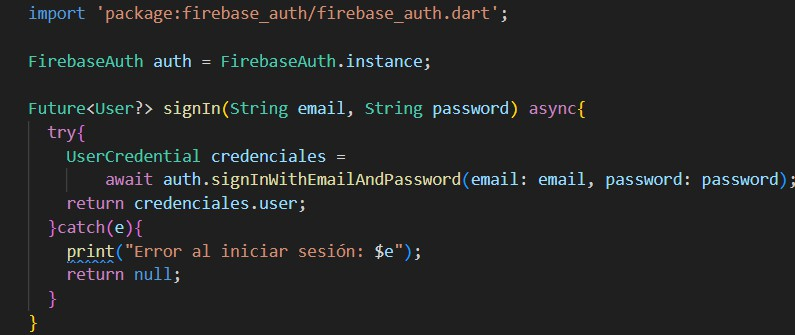 import 'package:firebase_auth/firebase_auth.dart';
FirebaseAuth auth = FirebaseAuth.instance;
Future<User?> signIn(String email, String password) async{
try{
UserCredential credenciales =
await auth.signInWithEmailAndPassword(email: email, password: password);
return credenciales.user;
}catch(e){
print("Error al iniciar sesión: $e");
return null;
}
}